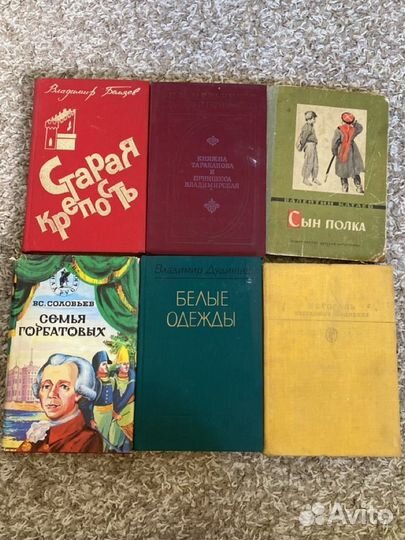 Владимир Беляев
Старая
крепость
КНЯЖНА
ТАРАКАНОВА И
ПРИНЦЕССА
ВЛАДИМИРСКАЯ
ВАЛЕНТИН КАТАЕВ
СЫН ПОЛКА
ВС. СОЛОВЬЕВ
СЕМЬЯ
ГОРБАТОВЫХ
Владимир Дудинцев
БЕЛЫЕ
ОДЕЖДЫ
Н.ГОГОЛЬ
Avito